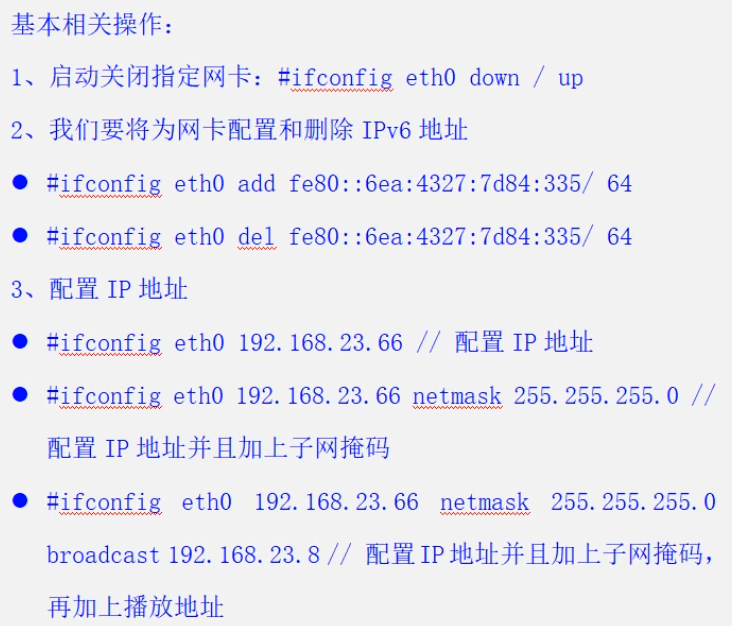 基本相关操作:
1、启动关闭指定网卡: #ifconfig eth0 down / up
2、我们要将为网卡配置和删除 IPv6 地址
● #ifconfig eth0 add fe80::6ea:4327:7d84:335/ 64
● #ifconfig eth0 del fe80::6ea:4327:7d84:335/ 64
3、配置 IP 地址
● #ifconfig eth0 192.168.23.66 // 配置 IP 地址
● #ifconfig eth0 192.168.23.66 netmask 255.255.255.0 //
配置 IP 地址并且加上子网掩码
● #ifconfig eth0 192.168.23.66 netmask 255.255.255.0
broadcast 192.168.23.8 // 配置 IP 地址并且加上子网掩码,
再加上播放地址